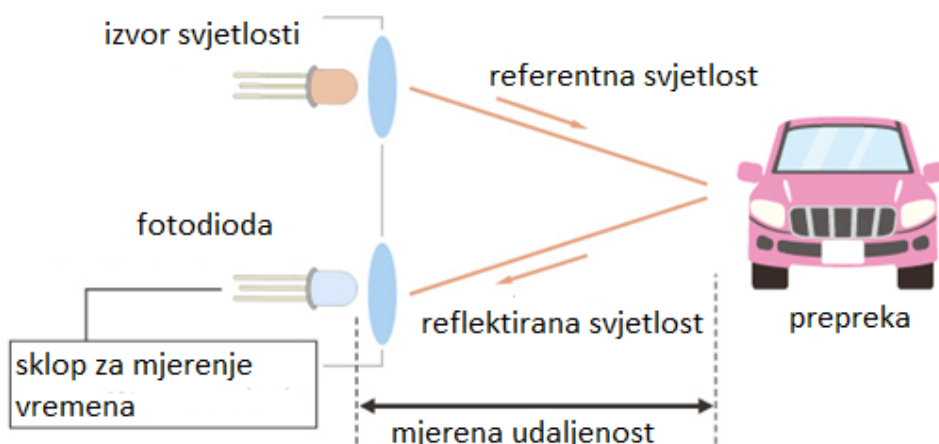 izvor svjetlosti
referentna svjetlost
fotodioda
reflektirana svjetlost
prepreka
sklop za mjerenje
vremena
mjerena udaljenost